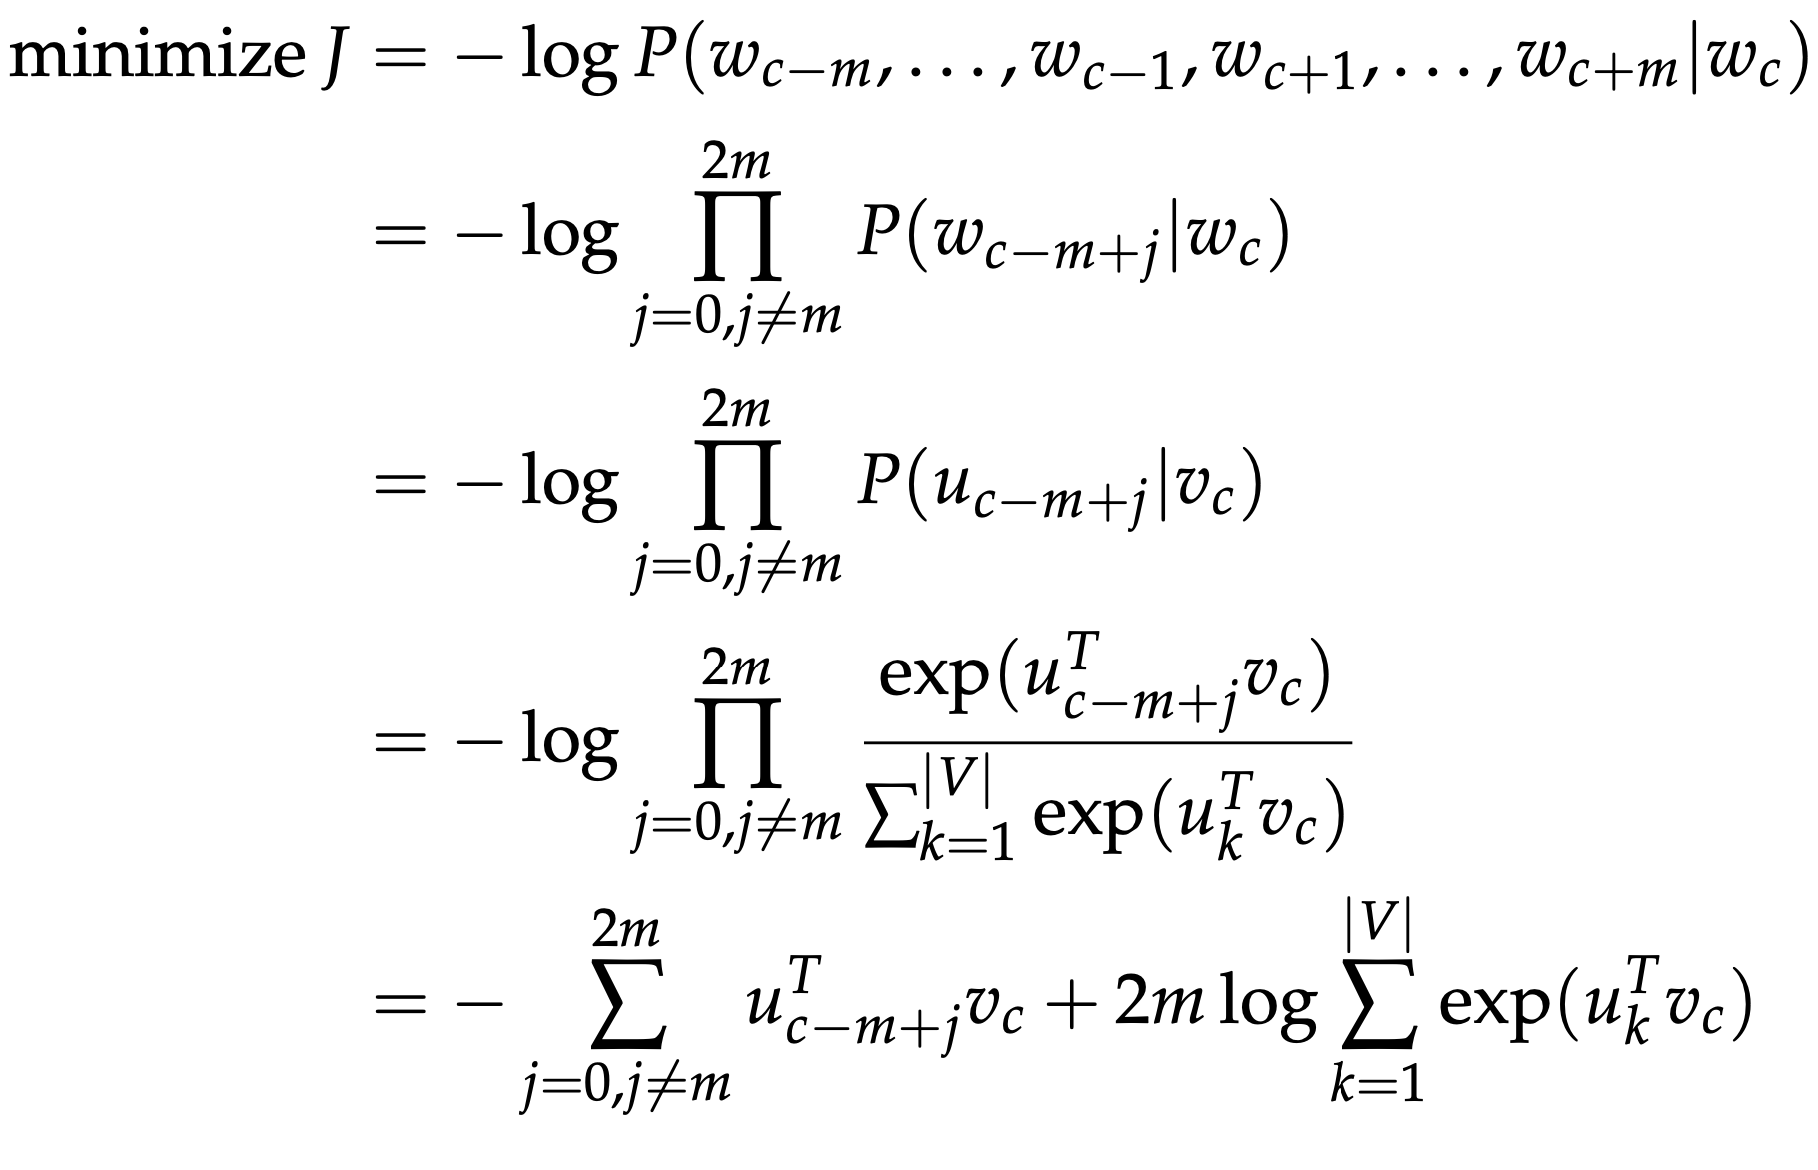 minimize J = − log P(w_{c−m}, . . . , w_{c−1}, w_{c+1}, . . . , w_{c+m}|w_c)
= − log ∏_{j=0,j≠m}^{2m} P(w_{c−m+j}|w_c)
= − log ∏_{j=0,j≠m}^{2m} P(u_{c−m+j}|v_c)
= − log ∏_{j=0,j≠m}^{2m} \frac{exp(u_{c−m+j}^T v_c)}{∑_{k=1}^{|V|} exp(u_k^T v_c)}
= − ∑_{j=0,j≠m}^{2m} u_{c−m+j}^T v_c + 2m log ∑_{k=1}^{|V|} exp(u_k^T v_c)